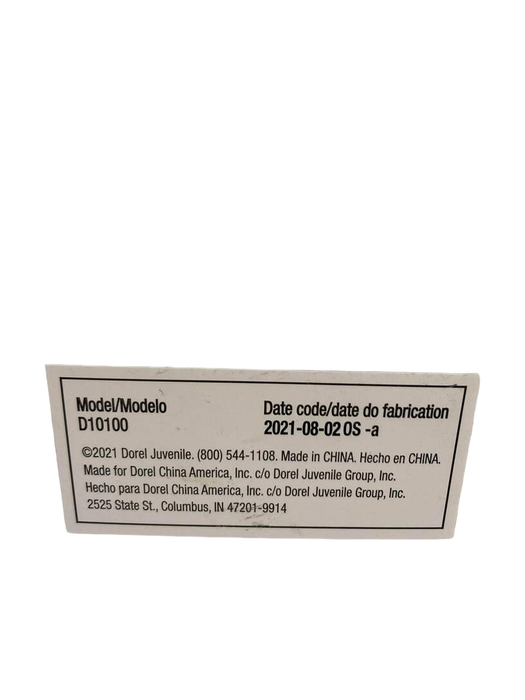 Model/Modelo
D10100
Date code/date do fabrication
2021-08-02 OS -a
©2021 Dorel Juvenile. (800) 544-1108. Made in CHINA. Hecho en CHINA.
Made for Dorel China America, Inc. c/o Dorel Juvenile Group, Inc.
Hecho para Dorel China America, Inc. c/o Dorel Juvenile Group, Inc.
2525 State St., Columbus, IN 47201-9914